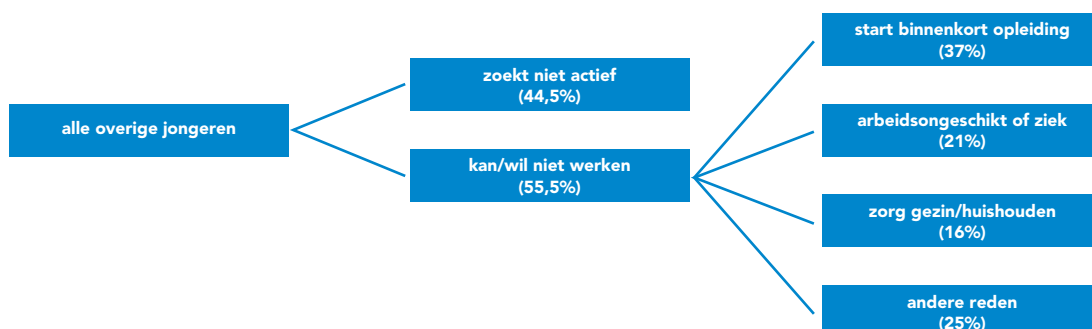 alle overige jongeren
zoekt niet actief
(44,5%)
kan/wil niet werken
(55,5%)
start binnenkort opleiding
(37%)
arbeidsongeschikt of ziek
(21%)
zorg gezin/huishouden
(16%)
andere reden
(25%)